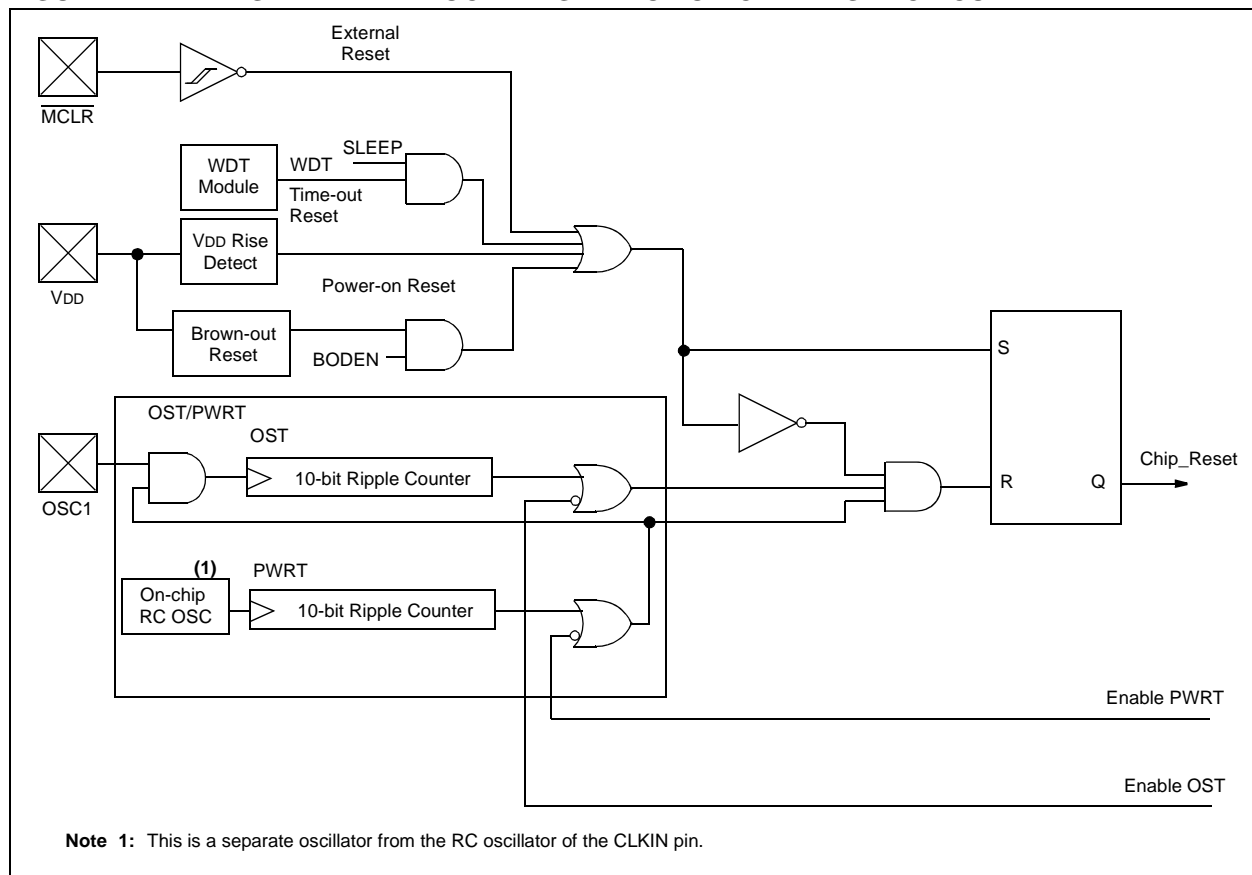 External
Reset
MCLR
SLEEP
WDT
Module
WDT
Time-out
Reset
VDD Rise
Detect
VDD
Power-on Reset
Brown-out
Reset
BODEN
S
OST/PWRT
OST
10-bit Ripple Counter
OSC1
Chip_Reset
R
Q
(1)
PWRT
On-chip
RC OSC
10-bit Ripple Counter
Enable PWRT
Enable OST
Note 1: This is a separate oscillator from the RC oscillator of the CLKIN pin.